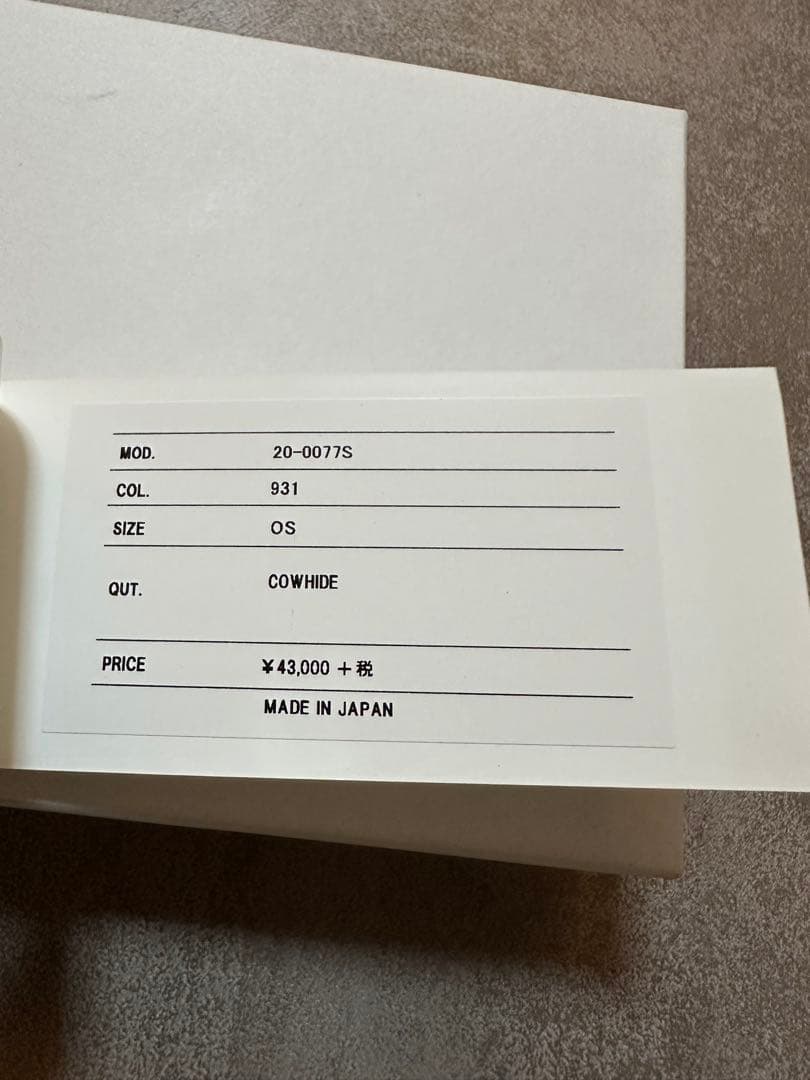 MOD. 20-0077S
COL. 931
SIZE OS
QUT. COWHIDE
PRICE ¥43,000 +税
MADE IN JAPAN